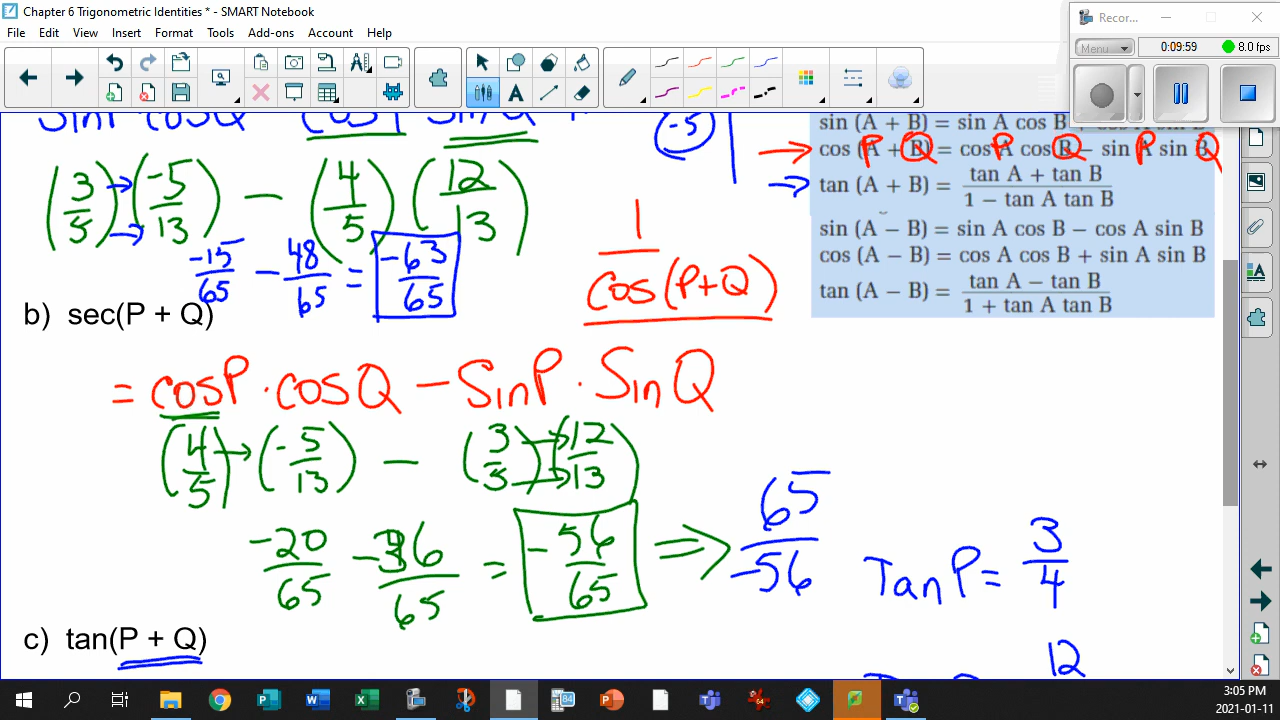 Chapter 6 Trigonometric Identities * - SMART Notebook
File Edit View Insert Format Tools Add-ons Account Help
Recor...
Menu
0:09:59
8.0 fps
-5
sin (A + B) = sin A cos B
cos (A + B) = cos A cos B − sin A sin B
P Q P Q P Q
tan (A + B) = tan A + tan B / 1 − tan A tan B
sin (A − B) = sin A cos B − cos A sin B
cos (A − B) = cos A cos B + sin A sin B
tan (A − B) = tan A − tan B / 1 + tan A tan B
(3/5)(-5/13) − (4/5)(12/13)
-15/65 − 48/65 = -63/65
1/cos(P+Q)
b) sec(P + Q)
= cosP · cosQ − SinP · SinQ
(4/5)(-5/13) − (3/5)(12/13)
-20/65 − 36/65 = -56/65 ⇒ 65/-56
TanP = 3/4
c) tan(P + Q)
12
3:05 PM
2021-01-11